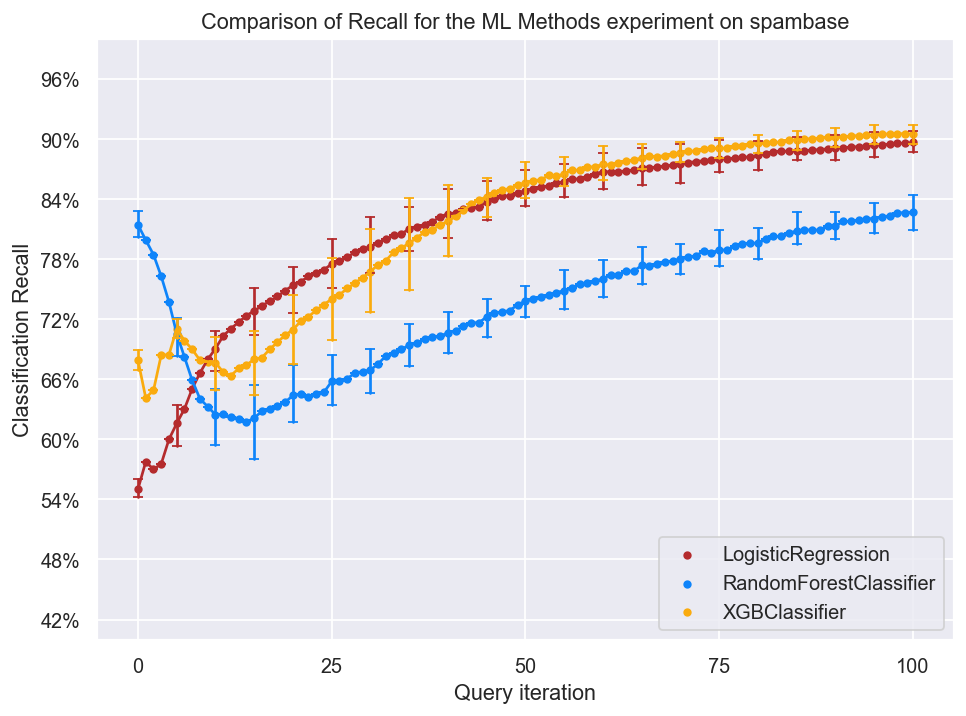 Comparison of Recall for the ML Methods experiment on spambase
Classification Recall
96%
90%
84%
78%
72%
66%
60%
54%
48%
42%
LogisticRegression
RandomForestClassifier
XGBClassifier
0 25 50 75 100
Query iteration